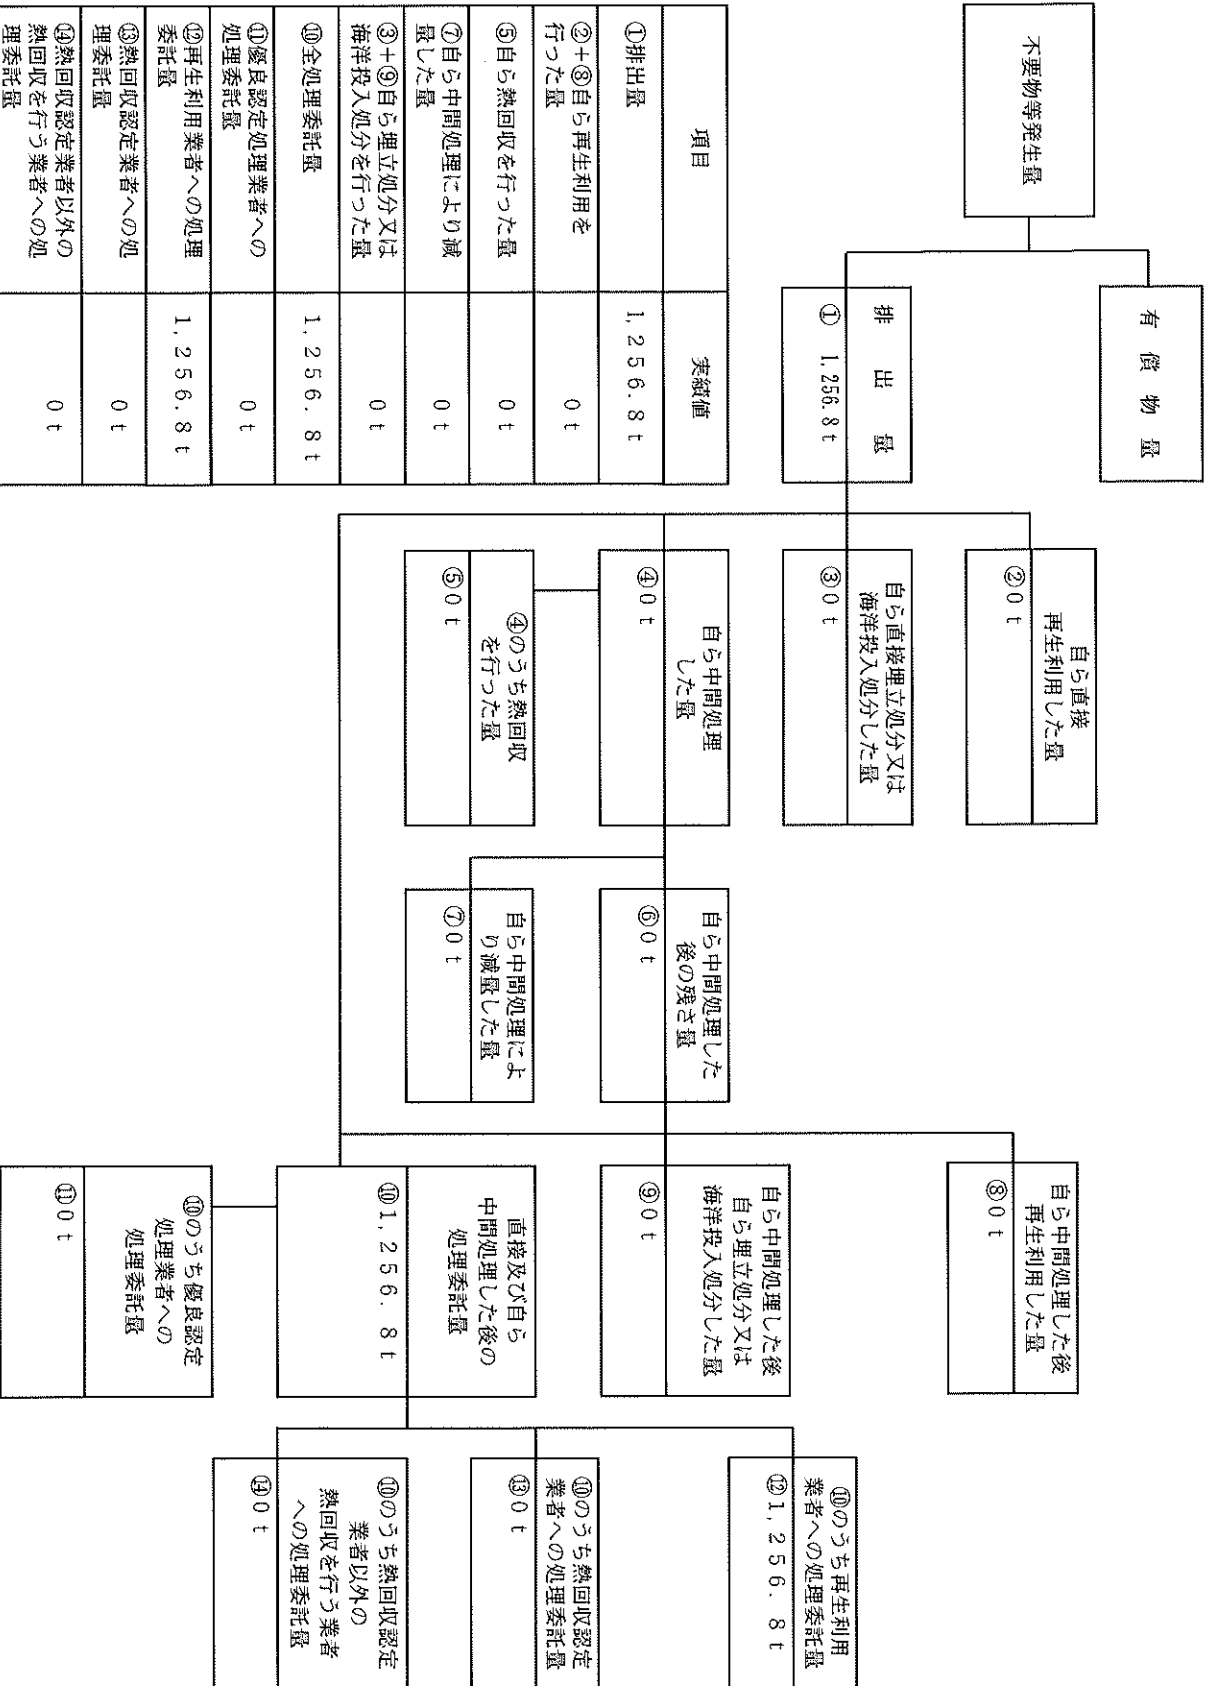 不要物等発生量
有償物量
排出量
① 1,256.8t
自ら直接
再生利用した量
②0t
自ら直接埋立処分又は
海洋投入処分した量
③0t
自ら中間処理
した量
④0t
④のうち熱回収
を行った量
⑤0t
自ら中間処理した
後の残さ量
⑥0t
自ら中間処理によ
り減量した量
⑦0t
自ら中間処理した後
再生利用した量
⑧0t
自ら中間処理した後
自ら埋立処分又は
海洋投入処分した量
⑨0t
直接及び自ら
中間処理した後の
処理委託量
⑩1,256.8t
⑩のうち優良認定
処理業者への
処理委託量
⑪0t
⑩のうち再生利用
業者への処理委託量
⑫1,256.8t
⑩のうち熱回収認定
業者への処理委託量
⑬0t
⑩のうち熱回収認定
業者以外の
熱回収を行う業者
への処理委託量
⑭0t
項目 実績値
①排出量 1,256.8t
②+⑧自ら再生利用を
行った量 0t
⑤自ら熱回収を行った量 0t
⑦自ら中間処理により減
量した量 0t
③+⑨自ら埋立処分又は
海洋投入処分を行った量 0t
⑩全処理委託量 1,256.8t
⑪優良認定処理業者への
処理委託量 0t
⑫再生利用業者への処理
委託量 1,256.8t
⑬熱回収認定業者への処
理委託量 0t
⑭熱回収認定業者以外の
熱回収を行う業者への処
理委託量 0t